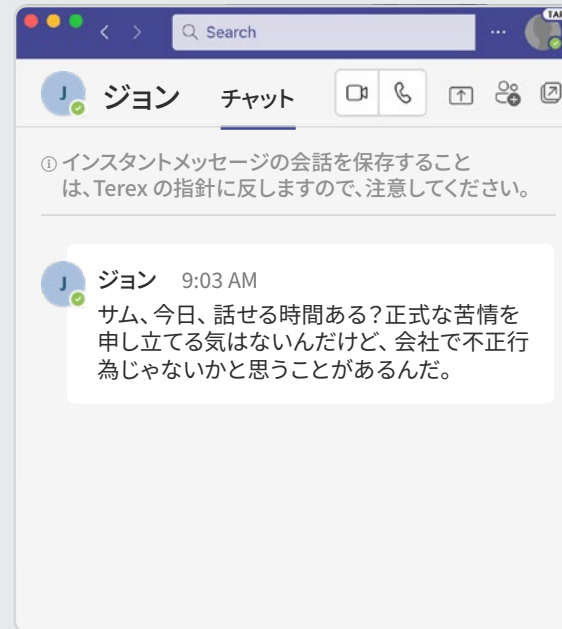 Search
TAR
J
ジョン チャット
ⓘ インスタントメッセージの会話を保存すること
は、Terex の指針に反しますので、注意してください。
J
ジョン 9:03 AM
サム、今日、話せる時間ある？正式な苦情を
申し立てる気はないんだけど、会社で不正行
為じゃないかと思うことがあるんだ。